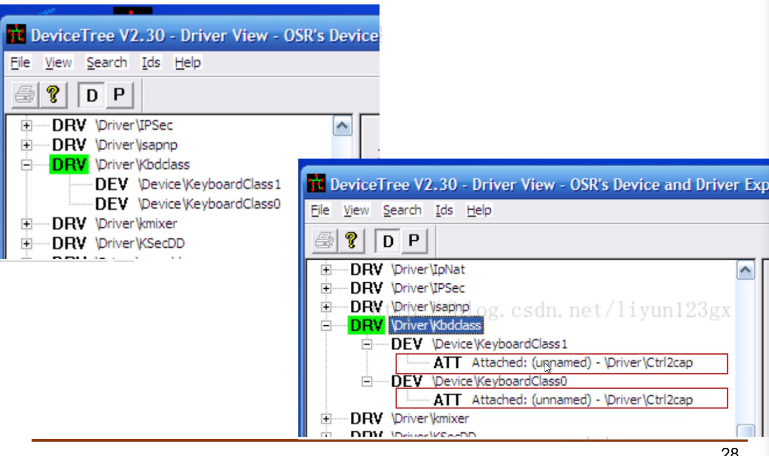 DeviceTree V2.30 - Driver View - OSR's Device
File View Search Ids Help
D P
DRV \Driver\IPSec
DRV \Driver\isapnp
DRV \Driver\Kbdclass
DEV \Device\KeyboardClass1
DEV \Device\KeyboardClass0
DRV \Driver\kmixer
DRV \Driver\KSecDD
DeviceTree V2.30 - Driver View - OSR's Device and Driver Exp
File View Search Ids Help
D P
DRV \Driver\IpNat
DRV \Driver\IPSec
DRV \Driver\isapnp
log.csdn.net/liyun123gx
DRV \Driver\Kbdclass
DEV \Device\KeyboardClass1
ATT Attached: (unnamed) - \Driver\Ctrl2cap
DEV \Device\KeyboardClass0
ATT Attached: (unnamed) - \Driver\Ctrl2cap
DRV \Driver\kmixer
DRV \Driver\KSecDD
28